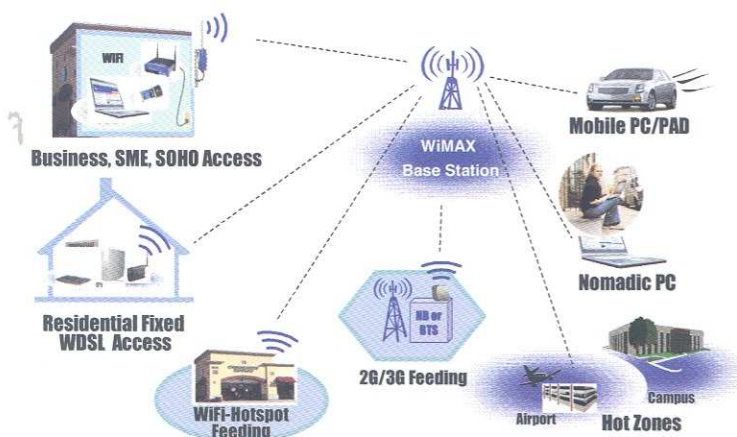 WIFI
Business, SME, SOHO Access
WiMAX
Base Station
Mobile PC/PAD
Nomadic PC
Residential Fixed
WDSL Access
NB or
BTS
2G/3G Feeding
WiFi-Hotspot
Feeding
Airport
Campus
Hot Zones